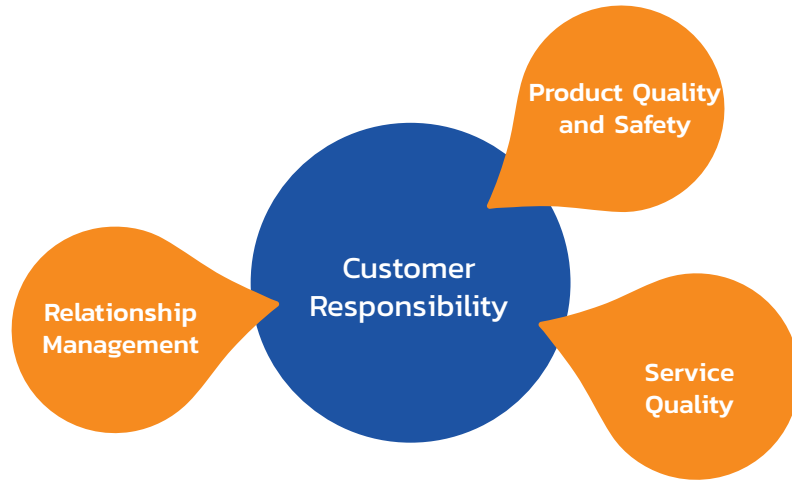 Product Quality
and Safety
Customer
Responsibility
Relationship
Management
Service
Quality